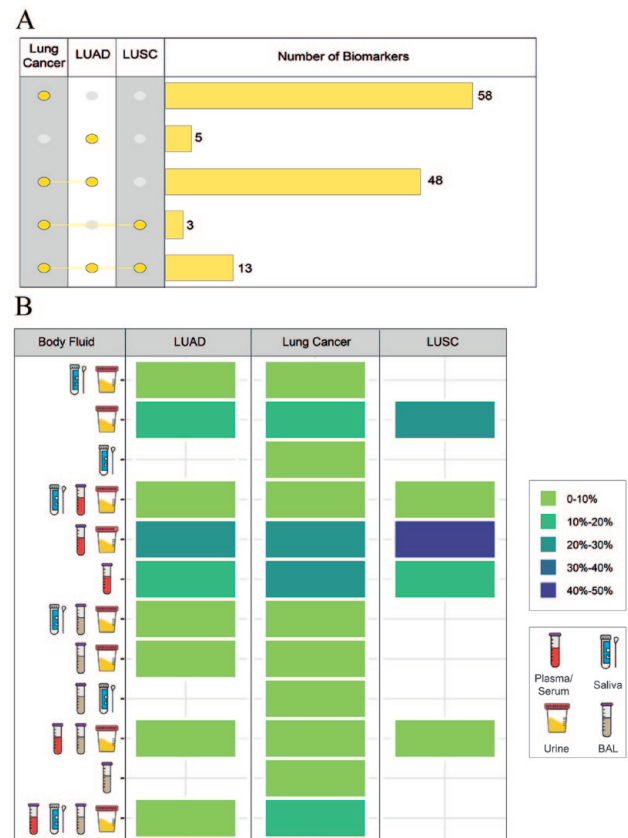 A
Lung Cancer LUAD LUSC Number of Biomarkers
58
5
48
3
13
B
Body Fluid LUAD Lung Cancer LUSC
0-10%
10%-20%
20%-30%
30%-40%
40%-50%
Plasma/ Saliva
Serum
Urine BAL